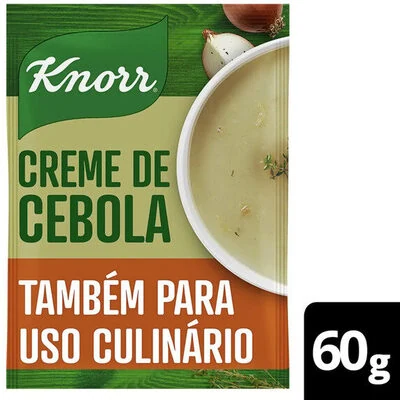 Knorr
CREME DE
CEBOLA
TAMBÉM PARA
USO CULINÁRIO
60g